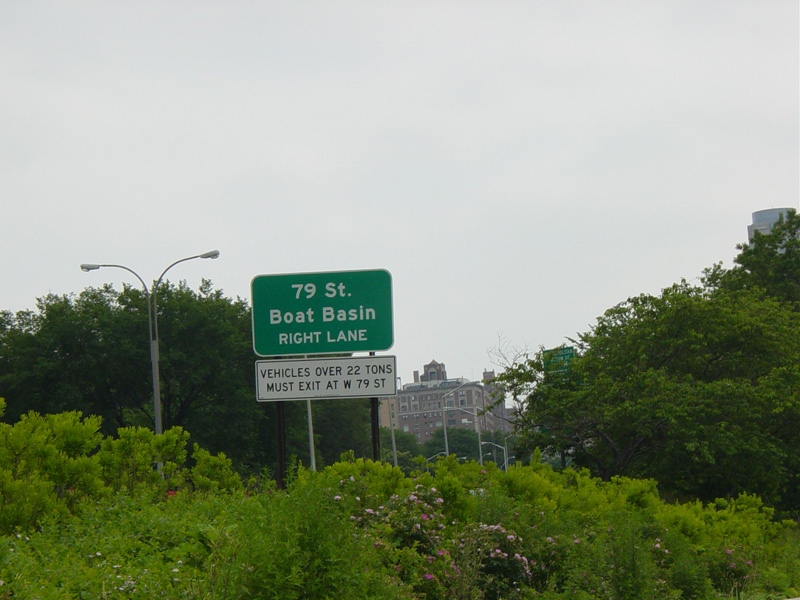 79 St.
Boat Basin
RIGHT LANE
VEHICLES OVER 22 TONS
MUST EXIT AT W 79 ST